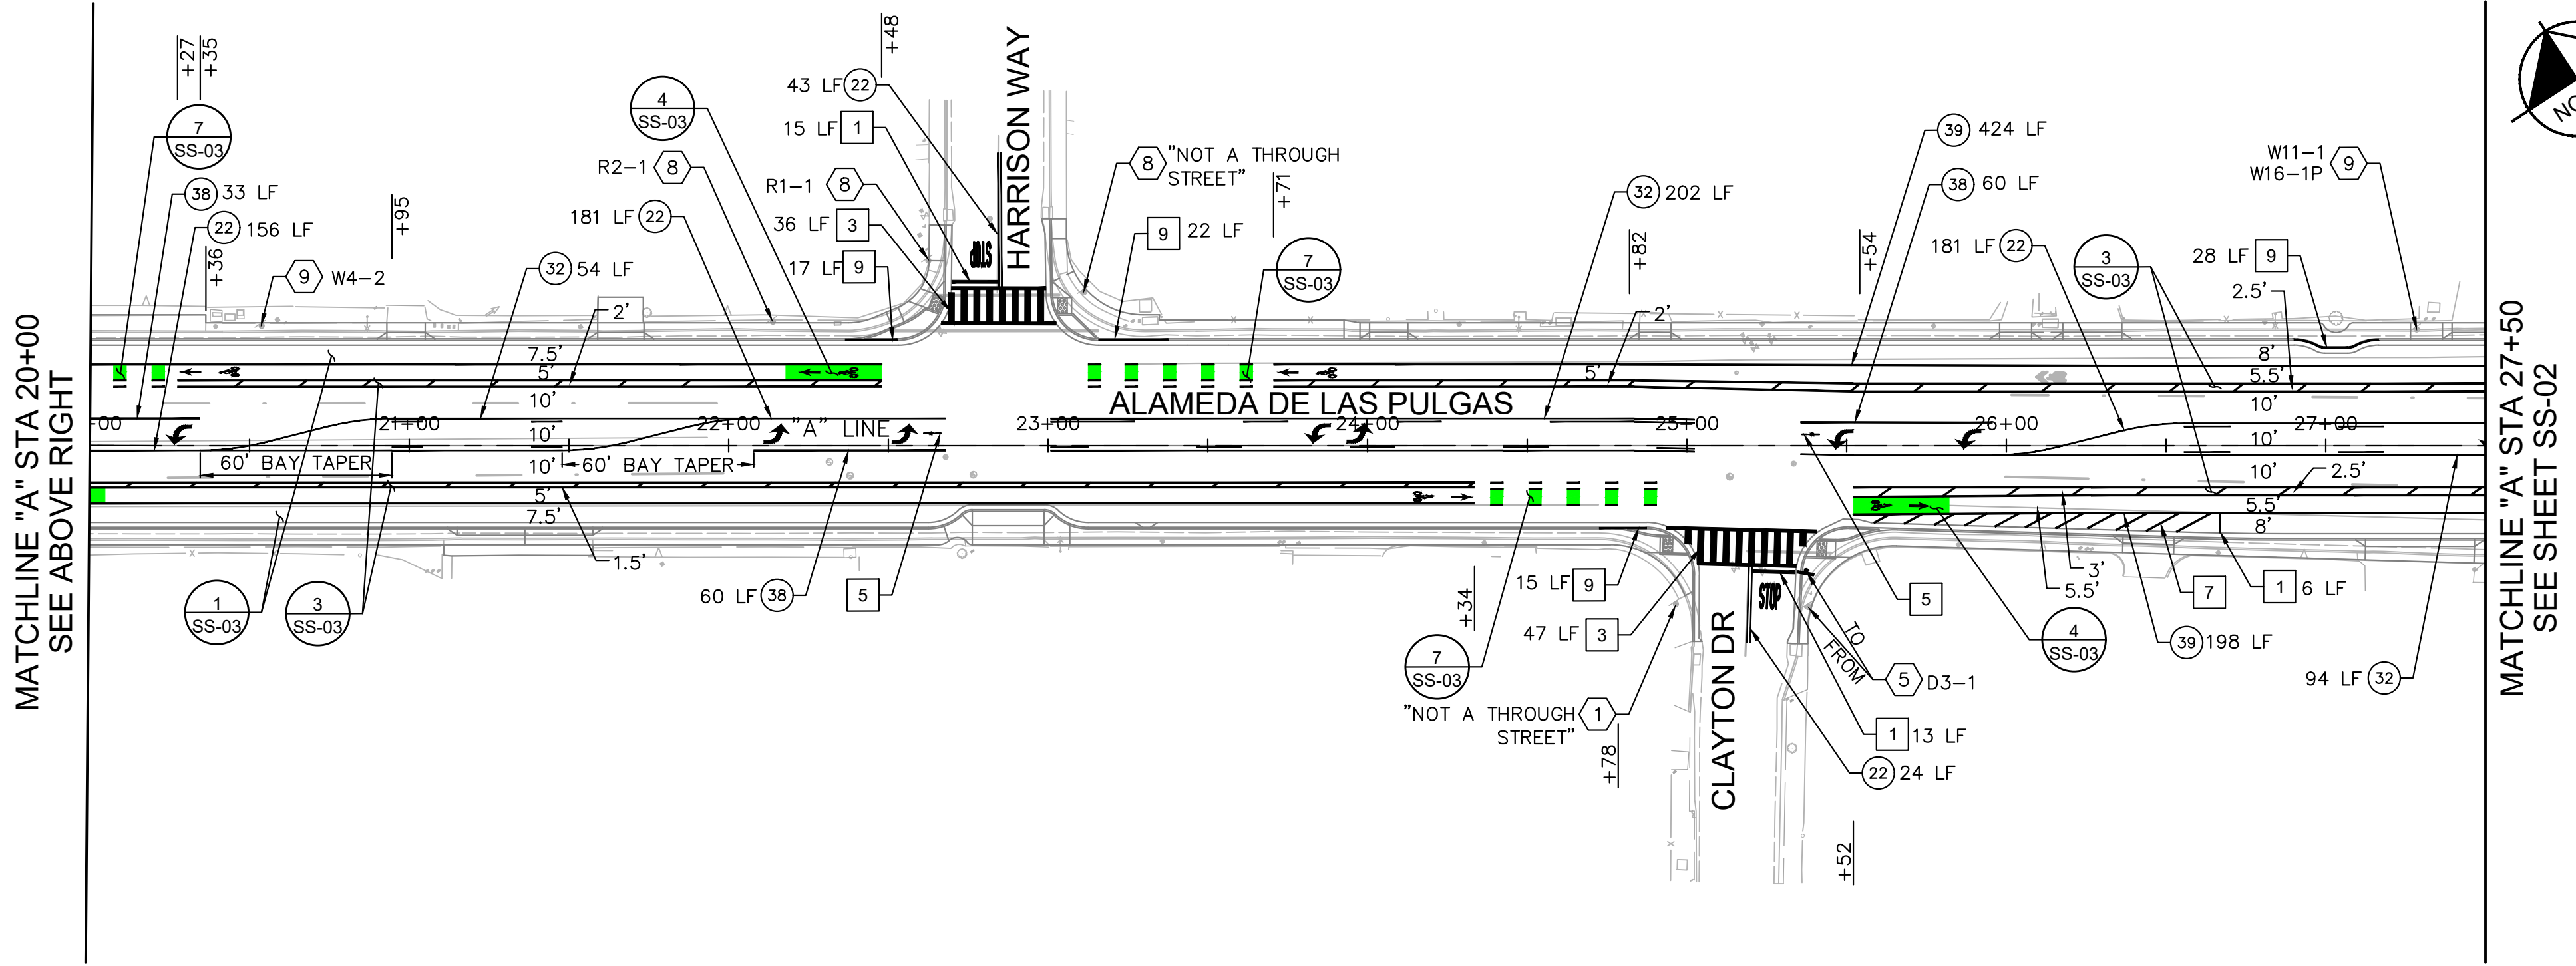 MATCHLINE "A" STA 20+00
SEE ABOVE RIGHT
+27
+35
7
SS-03
38 33 LF
22 156 LF
+36
9 W4-2
+95
32 54 LF
4
SS-03
R2-1 8
181 LF 22
43 LF 22
+48
15 LF 1
R1-1 8
36 LF 3
17 LF 9
STOP
HARRISON WAY
8 "NOT A THROUGH
STREET"
9 22 LF
+71
7
SS-03
32 202 LF
+82
39 424 LF
38 60 LF
+54
181 LF 22
3
SS-03
28 LF 9
2.5'
W11-1
W16-1P 9
2'
2'
7.5'
5'
10'
5'
8'
5.5'
10'
ALAMEDA DE LAS PULGAS
+00
21+00
22+00
"A" LINE
23+00
24+00
25+00
26+00
27+00
10'
10'
60' BAY TAPER
10'
60' BAY TAPER
10'
2.5'
5'
7.5'
5.5'
8'
1.5'
3'
5.5'
1
SS-03
3
SS-03
60 LF 38
5
+34
7
SS-03
15 LF 9
47 LF 3
"NOT A THROUGH 1
STREET"
+78
CLAYTON DR
STOP
TO
FROM
5 D3-1
1 13 LF
22 24 LF
+52
5
4
SS-03
7
1 6 LF
39 198 LF
94 LF 32
MATCHLINE "A" STA 27+50
SEE SHEET SS-02